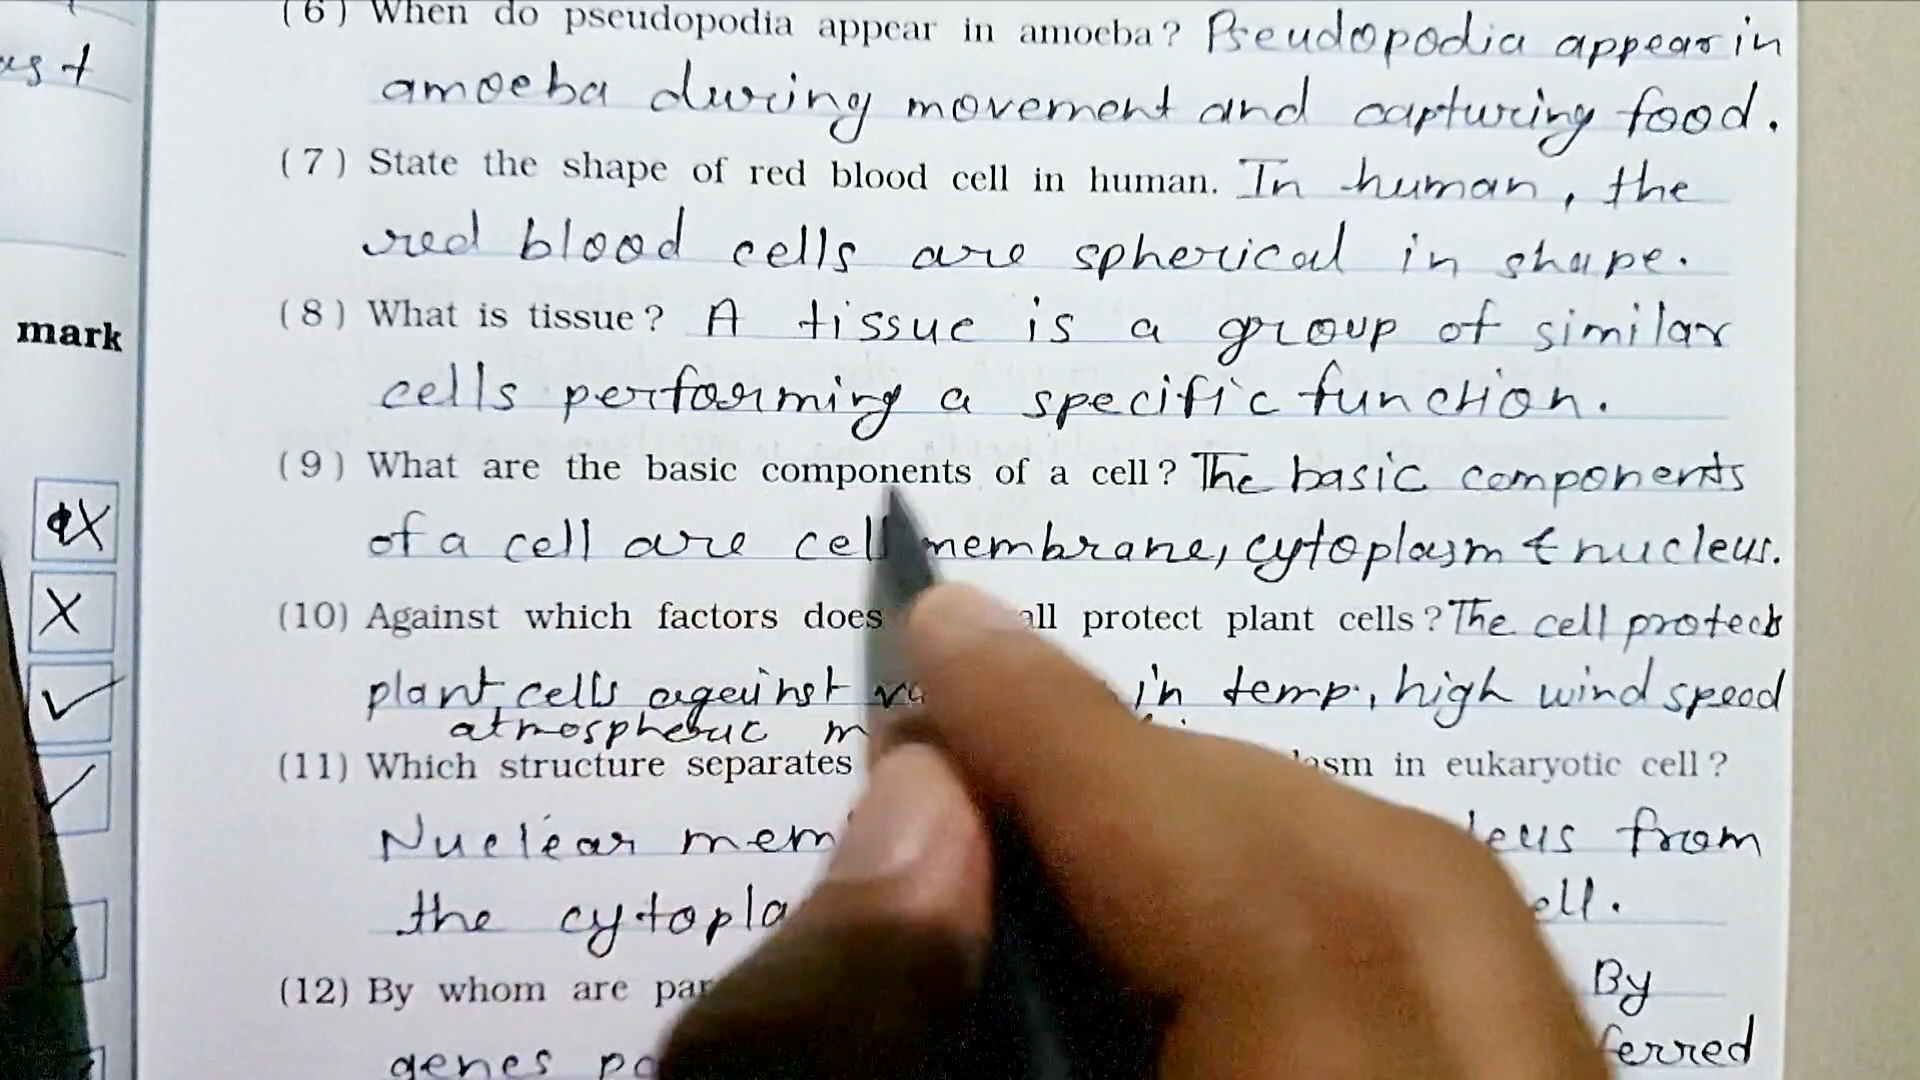 (6) When do pseudopodia appear in amoeba? Pseudopodia appear in
ust
amoeba during movement and capturing food.
(7) State the shape of red blood cell in human. In human, the
red blood cells are spherical in shape.
mark
(8) What is tissue? A tissue is a group of similar
cells performing a specific function.
(9) What are the basic components of a cell? The basic components
of a cell are cell membrane, cytoplasm & nucleus.
(10) Against which factors does all protect plant cells? The cell protects
plant cells against in temp., high wind speed
atmospheric m
(11) Which structure separates asm in eukaryotic cell?
Nuclear mem leus from
the cytopla ell.
(12) By whom are par By
genes pa ferred